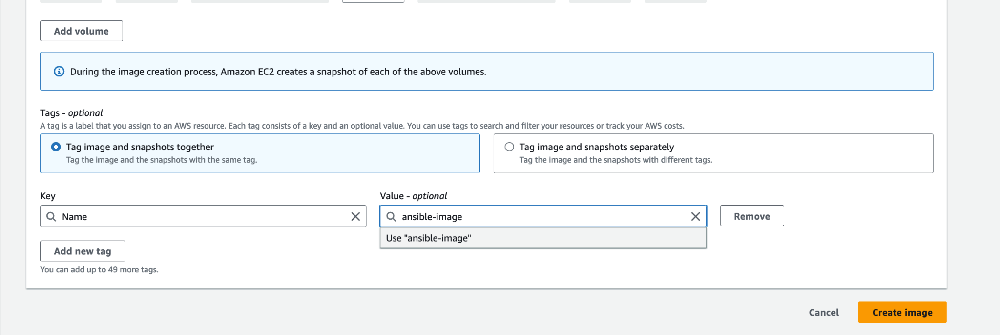 Add volume
During the image creation process, Amazon EC2 creates a snapshot of each of the above volumes.
Tags - optional
A tag is a label that you assign to an AWS resource. Each tag consists of a key and an optional value. You can use tags to search and filter your resources or track your AWS costs.
Tag image and snapshots together
Tag the image and the snapshots with the same tag.
Tag image and snapshots separately
Tag the image and the snapshots with different tags.
Key
Value - optional
Name
ansible-image
Remove
Use "ansible-image"
Add new tag
You can add up to 49 more tags.
Cancel
Create image